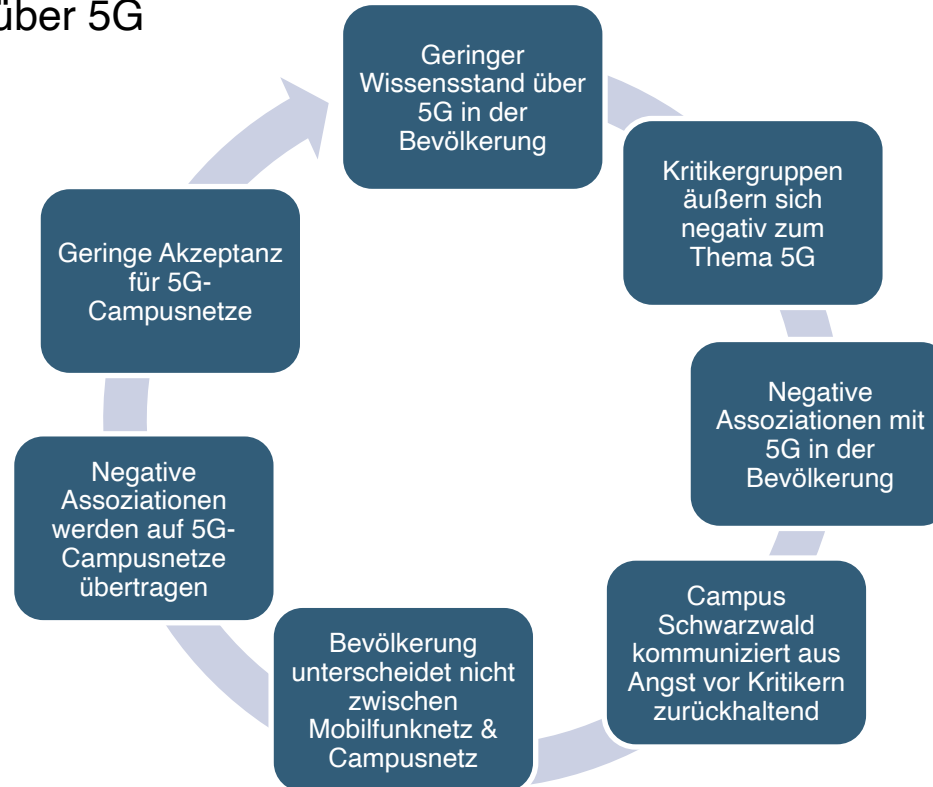 über 5G
Geringer
Wissensstand über
5G in der
Bevölkerung
Kritikergruppen
äußern sich
negativ zum
Thema 5G
Negative
Assoziationen mit
5G in der
Bevölkerung
Campus
Schwarzwald
kommuniziert aus
Angst vor Kritikern
zurückhaltend
Bevölkerung
unterscheidet nicht
zwischen
Mobilfunknetz &
Campusnetz
Negative
Assoziationen
werden auf 5G-
Campusnetze
übertragen
Geringe Akzeptanz
für 5G-
Campusnetze